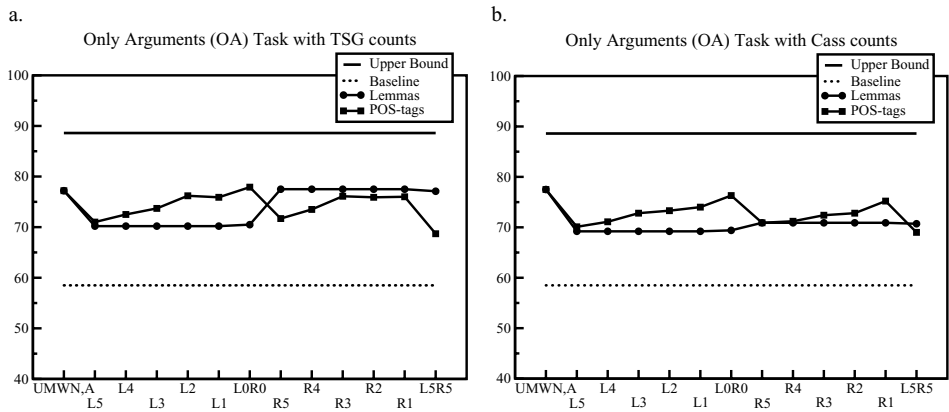 a.
Only Arguments (OA) Task with TSG counts
100
90
80
70
60
50
40
Upper Bound
Baseline
Lemmas
POS-tags
UMWN,A L4 L2 L0R0 R4 R2 L5R5
L5 L3 L1 R5 R3 R1
b.
Only Arguments (OA) Task with Cass counts
100
90
80
70
60
50
40
Upper Bound
Baseline
Lemmas
POS-tags
UMWN,A L4 L2 L0R0 R4 R2 L5R5
L5 L3 L1 R5 R3 R1